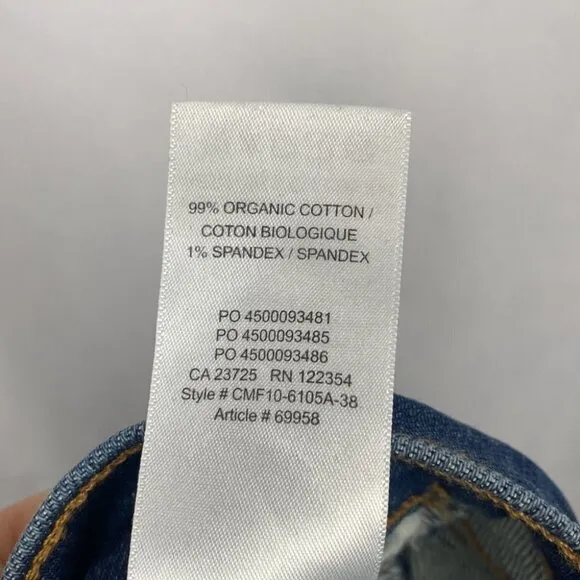 99% ORGANIC COTTON /
COTON BIOLOGIQUE
1% SPANDEX / SPANDEX
PO 4500093481
PO 4500093485
PO 4500093486
CA 23725 RN 122354
Style # CMF10-6105A-38
Article # 69958